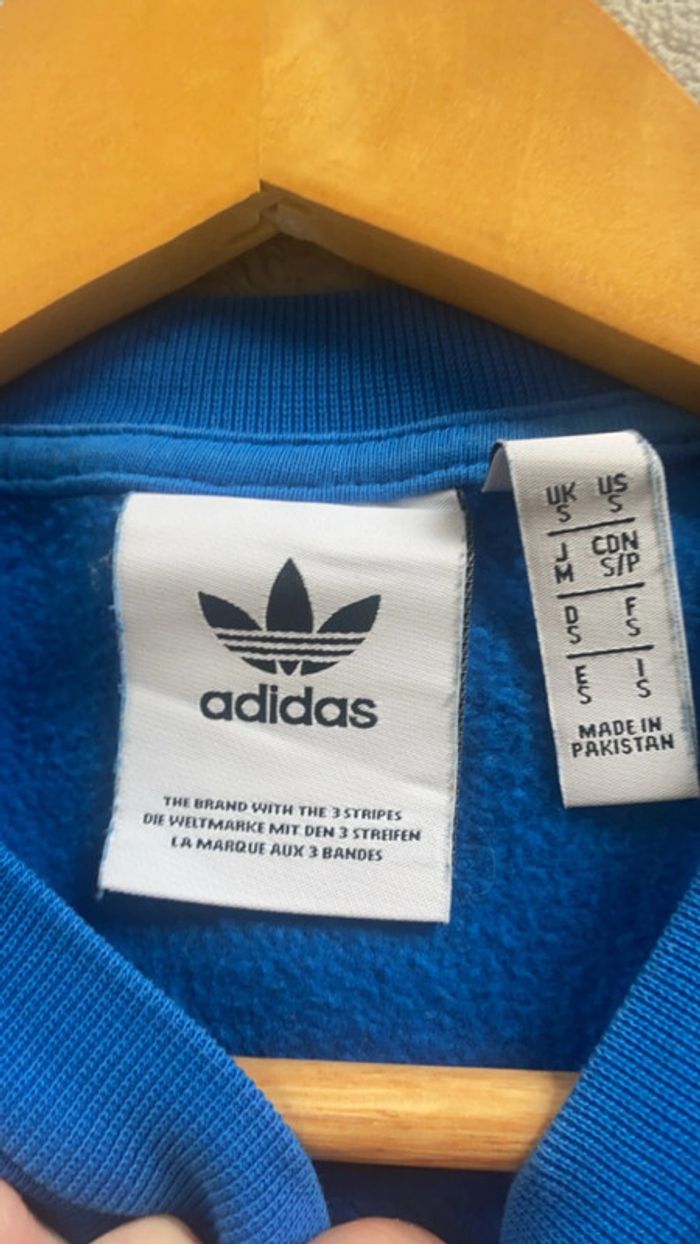 adidas
THE BRAND WITH THE 3 STRIPES
DIE WELTMARKE MIT DEN 3 STREIFEN
LA MARQUE AUX 3 BANDES
UK US
S S
J CDN
M S/P
D F
S S
E I
S S
MADE IN
PAKISTAN